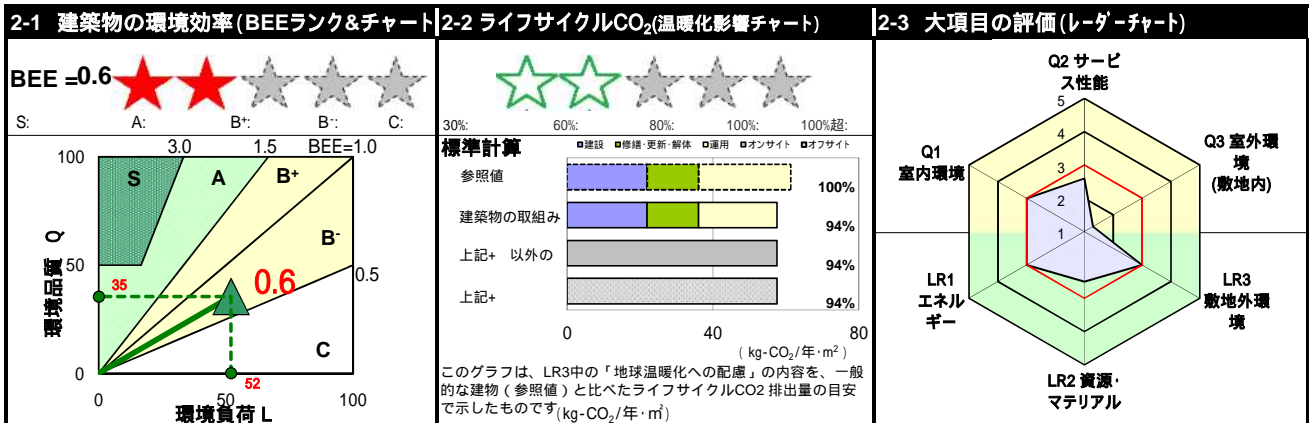 2-1 建築物の環境効率(BEEランク&チャート
BEE =0.6
S: A: B+: B-: C:
3.0 1.5 BEE=1.0
100
S
A
B+
B-
0.5
C
環境品質 Q
50
35
0.6
0
52
0 50 100
環境負荷 L
2-2 ライフサイクルCO2(温暖化影響チャート)
30%: 60%: 80%: 100%: 100%超:
標準計算
建設 修繕・更新・解体 運用 オンサイト オフサイト
参照値 100%
建築物の取組み 94%
上記+ 以外の 94%
上記+ 94%
0 40 80
( kg-CO2/年・m2 )
このグラフは、LR3中の「地球温暖化への配慮」の内容を、一般
的な建物(参照値)と比べたライフサイクルCO2 排出量の目安
で示したものです(kg-CO2/年・㎡)
2-3 大項目の評価(レーダーチャート)
Q2 サービ
ス性能
5
4
3
2
1
Q1
室内環境
Q3 室外環
境
(敷地内)
LR1
エネル
ギー
LR3
敷地外環
境
LR2 資源・
マテリアル